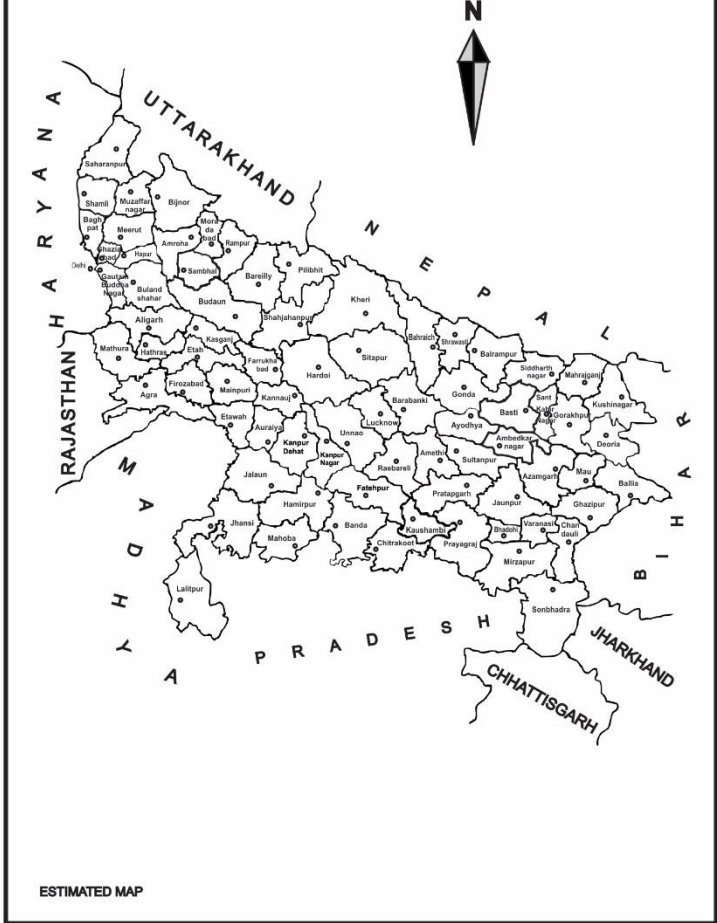 N
UTTARAKHAND
HARYANA
NEPAL
RAJASTHAN
MADHYA
PRADESH
BIHAR
JHARKHAND
CHHATTISGARH
Saharanpur
Shamli
Muzaffar
nagar
Bijnor
Bagh
pat
Meerut
Mora
da
bad
Amroha
Rampur
Ghazia
bad
Hapur
Delhi
Gautam
Buddha
Nagar
Buland
shahar
Sambhal
Bareilly
Pilibhit
Budaun
Shahjahanpur
Kheri
Aligarh
Kasganj
Mathura
Hathras
Etah
Farrukha
bad
Hardoi
Sitapur
Bahraich
Shrawasti
Balrampur
Siddharth
nagar
Mahrajganj
Kushinagar
Agra
Firozabad
Mainpuri
Kannauj
Gonda
Basti
Sant
Kabir
Nagar
Gorakhpur
Deoria
Etawah
Auraiya
Kanpur
Dehat
Kanpur
Nagar
Unnao
Lucknow
Barabanki
Ayodhya
Ambedkar
nagar
Raebareli
Amethi
Sultanpur
Azamgarh
Mau
Ballia
Jalaun
Hamirpur
Fatehpur
Pratapgarh
Jaunpur
Ghazipur
Jhansi
Mahoba
Banda
Chitrakoot
Kaushambi
Prayagraj
Bhadohi
Varanasi
Chan
dauli
Mirzapur
Lalitpur
Sonbhadra
ESTIMATED MAP